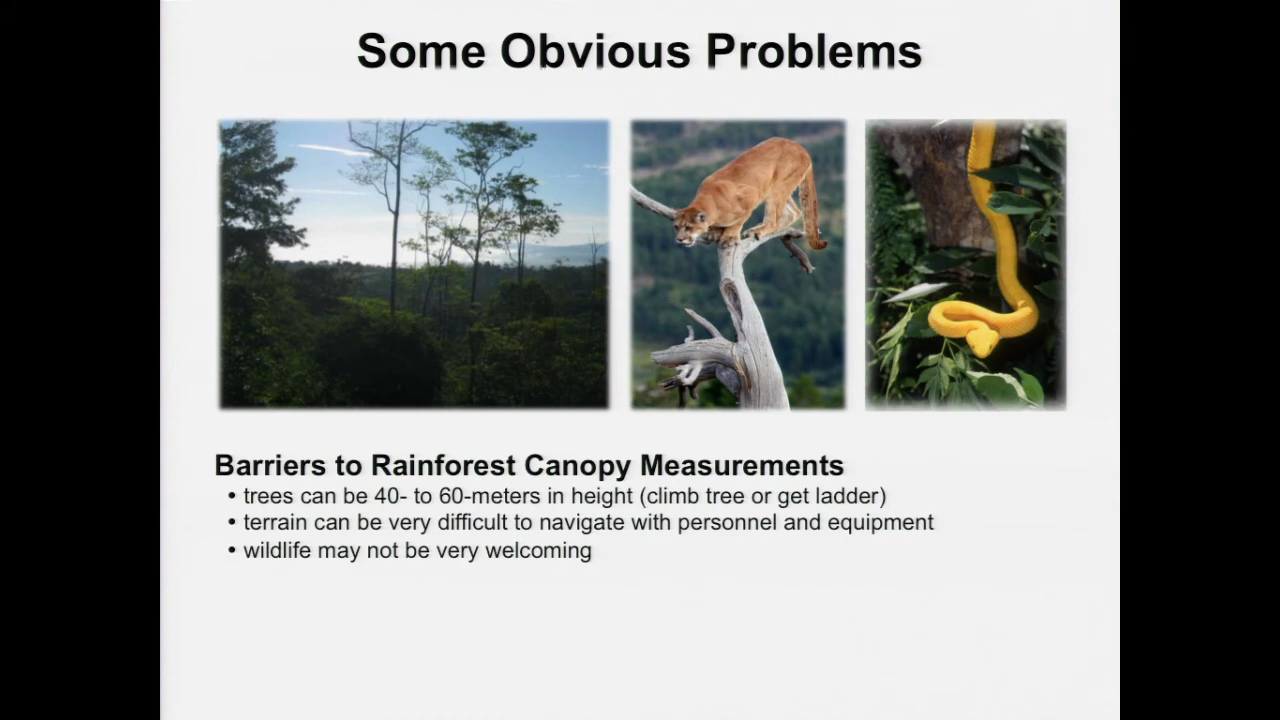 Some Obvious Problems
Barriers to Rainforest Canopy Measurements
• trees can be 40- to 60-meters in height (climb tree or get ladder)
• terrain can be very difficult to navigate with personnel and equipment
• wildlife may not be very welcoming